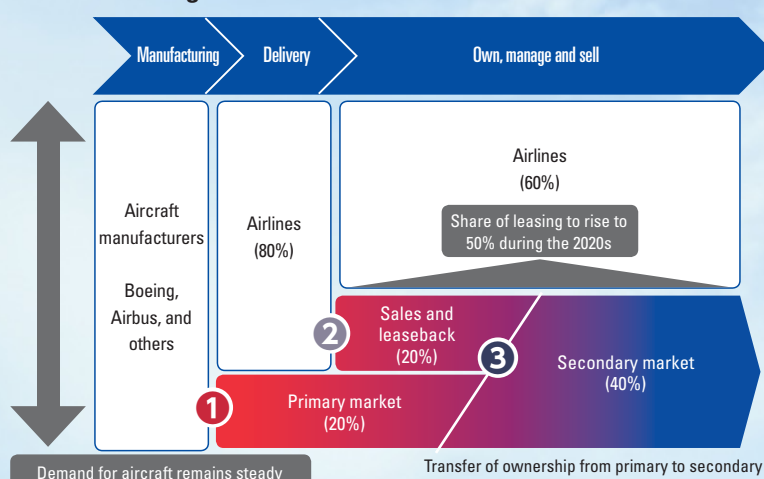 Manufacturing
Delivery
Own, manage and sell
Aircraft
manufacturers
Boeing,
Airbus, and
others
Airlines
(80%)
Airlines
(60%)
Share of leasing to rise to
50% during the 2020s
2
Sales and
leaseback
(20%)
3
Secondary market
(40%)
1
Primary market
(20%)
Demand for aircraft remains steady
Transfer of ownership from primary to secondary